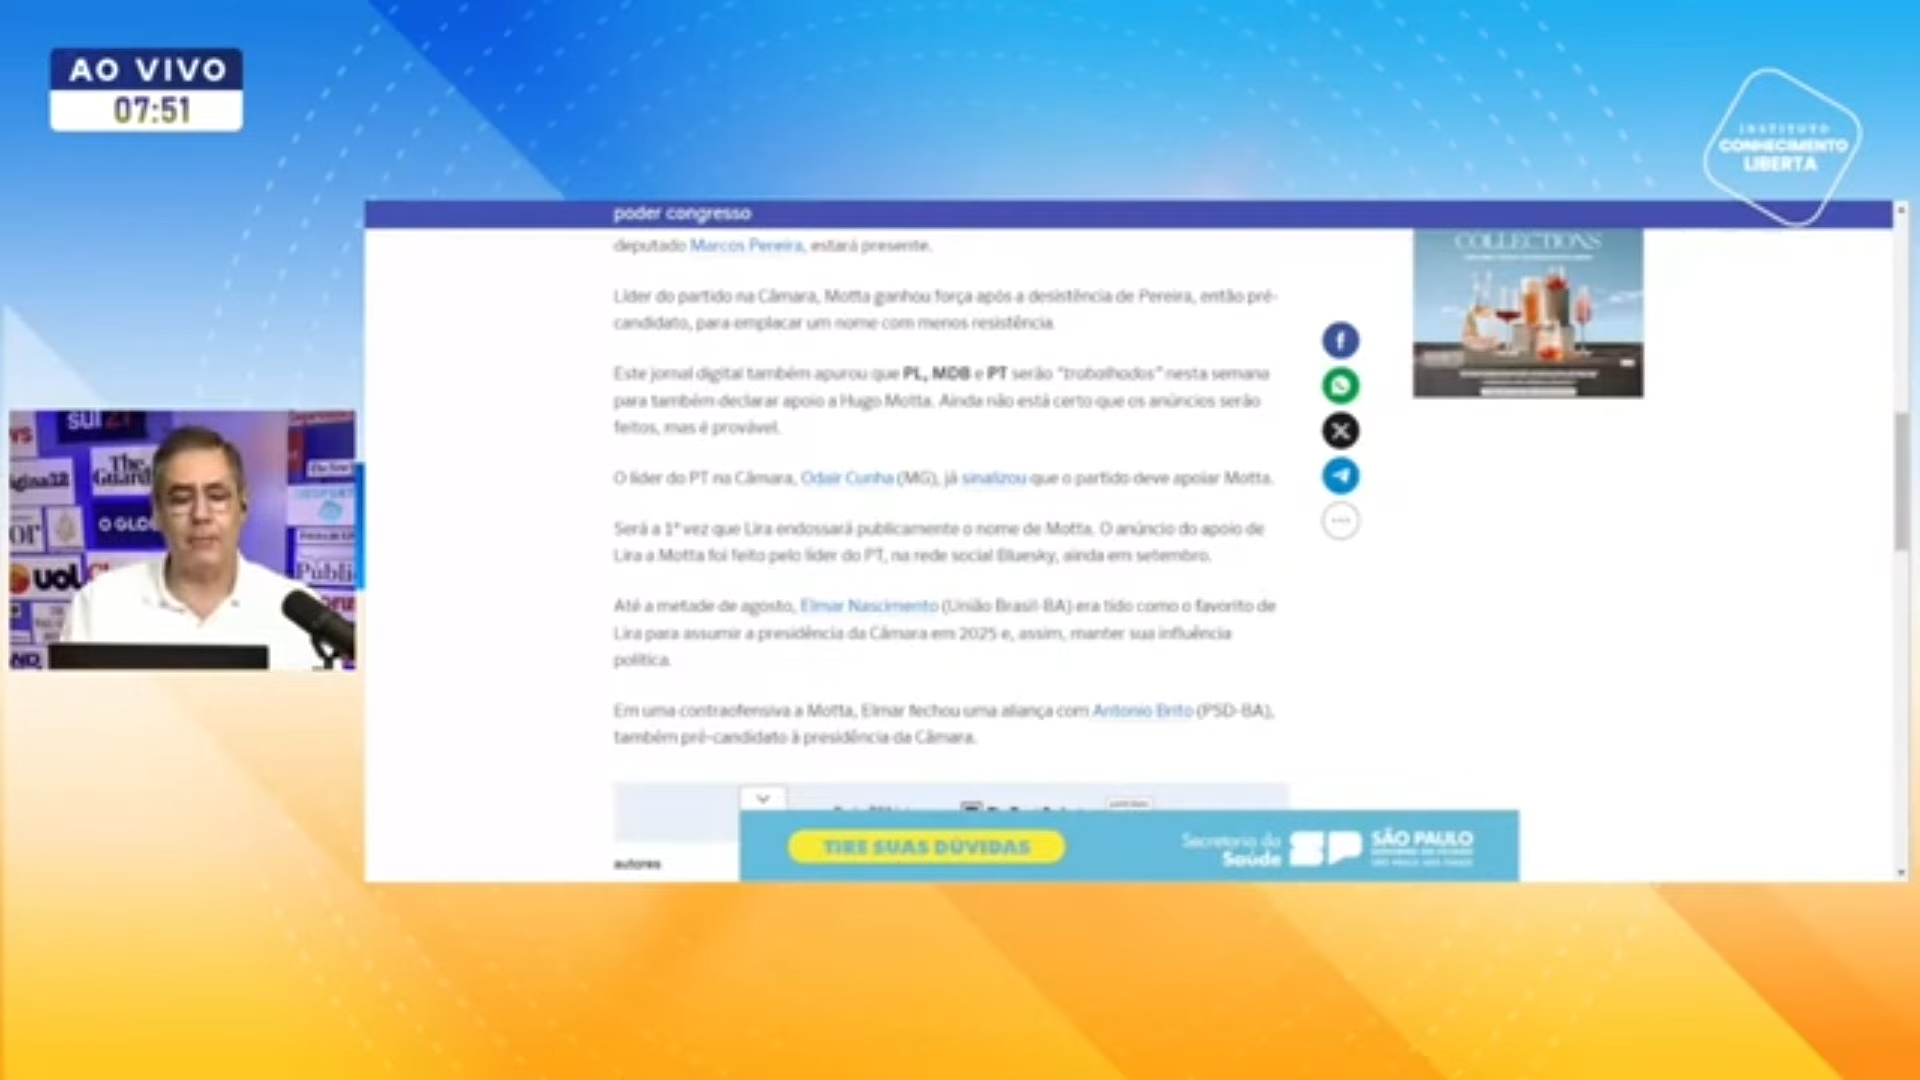 AO VIVO
07:51
INSTITUTO
CONHECIMENTO
LIBERTA
poder congresso
deputado Marcos Pereira, estará presente.
Líder do partido na Câmara, Motta ganhou força após a desistência de Pereira, então pré-
candidato, para emplacar um nome com menos resistência.
Este jornal digital também apurou que PL, MDB e PT serão "trabalhados" nesta semana
para também declarar apoio a Hugo Motta. Ainda não está certo que os anúncios serão
feitos, mas é provável.
O líder do PT na Câmara, Odair Cunha (MG), já sinalizou que o partido deve apoiar Motta.
Será a 1ª vez que Lira endossará publicamente o nome de Motta. O anúncio do apoio de
Lira a Motta foi feito pelo líder do PT, na rede social Bluesky, ainda em setembro.
Até a metade de agosto, Elmar Nascimento (União Brasil-BA) era tido como o favorito de
Lira para assumir a presidência da Câmara em 2025 e, assim, manter sua influência
política.
Em uma contraofensiva a Motta, Elmar fechou uma aliança com Antonio Brito (PSD-BA),
também pré-candidato à presidência da Câmara.
autores
COLLECTIONS
TIRE SUAS DÚVIDAS
Secretaria da
Saúde
SP
SÃO PAULO
sul21
The
Guard
O GLO
uol
Públi